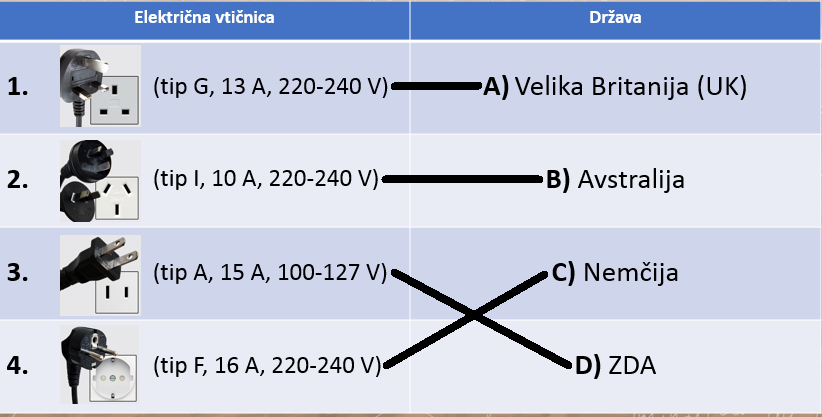 Električna vtičnica Država
1. (tip G, 13 A, 220-240 V) A) Velika Britanija (UK)
2. (tip I, 10 A, 220-240 V) B) Avstralija
3. (tip A, 15 A, 100-127 V) C) Nemčija
4. (tip F, 16 A, 220-240 V) D) ZDA